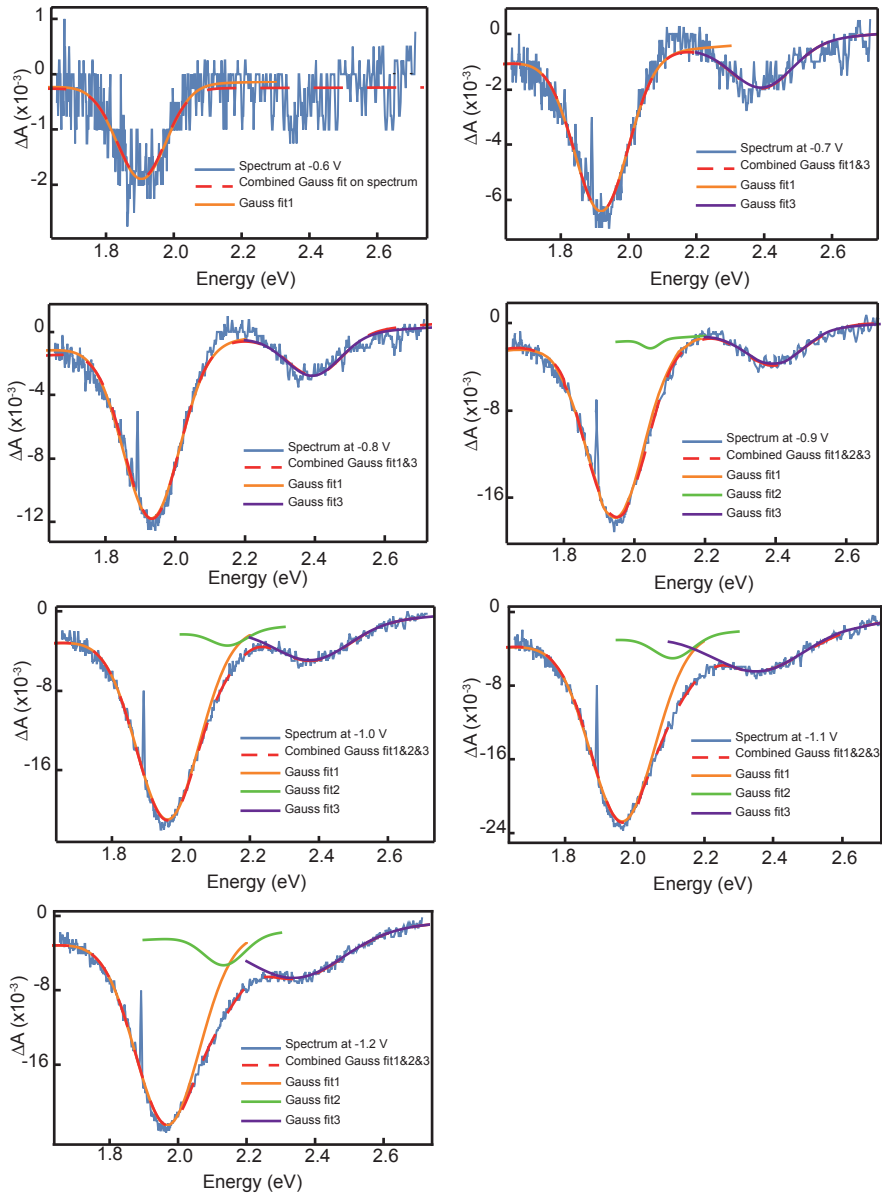 1
0
-1
-2
ΔA (x10⁻³)
1.8
2.0
2.2
2.4
2.6
Energy (eV)
Spectrum at -0.6 V
Combined Gauss fit on spectrum
Gauss fit1
0
-2
-4
-6
ΔA (x10⁻³)
1.8
2.0
2.2
2.4
2.6
Energy (eV)
Spectrum at -0.7 V
Combined Gauss fit1&3
Gauss fit1
Gauss fit3
0
-4
-8
-12
ΔA (x10⁻³)
1.8
2.0
2.2
2.4
2.6
Energy (eV)
Spectrum at -0.8 V
Combined Gauss fit1&3
Gauss fit1
Gauss fit3
0
-8
-16
ΔA (x10⁻³)
1.8
2.0
2.2
2.4
2.6
Energy (eV)
Spectrum at -0.9 V
Combined Gauss fit1&2&3
Gauss fit1
Gauss fit2
Gauss fit3
0
-8
-16
ΔA (x10⁻³)
1.8
2.0
2.2
2.4
2.6
Energy (eV)
Spectrum at -1.0 V
Combined Gauss fit1&2&3
Gauss fit1
Gauss fit2
Gauss fit3
0
-8
-16
-24
ΔA (x10⁻³)
1.8
2.0
2.2
2.4
2.6
Energy (eV)
Spectrum at -1.1 V
Combined Gauss fit1&2&3
Gauss fit1
Gauss fit2
Gauss fit3
0
-8
-16
ΔA (x10⁻³)
1.8
2.0
2.2
2.4
2.6
Energy (eV)
Spectrum at -1.2 V
Combined Gauss fit1&2&3
Gauss fit1
Gauss fit2
Gauss fit3